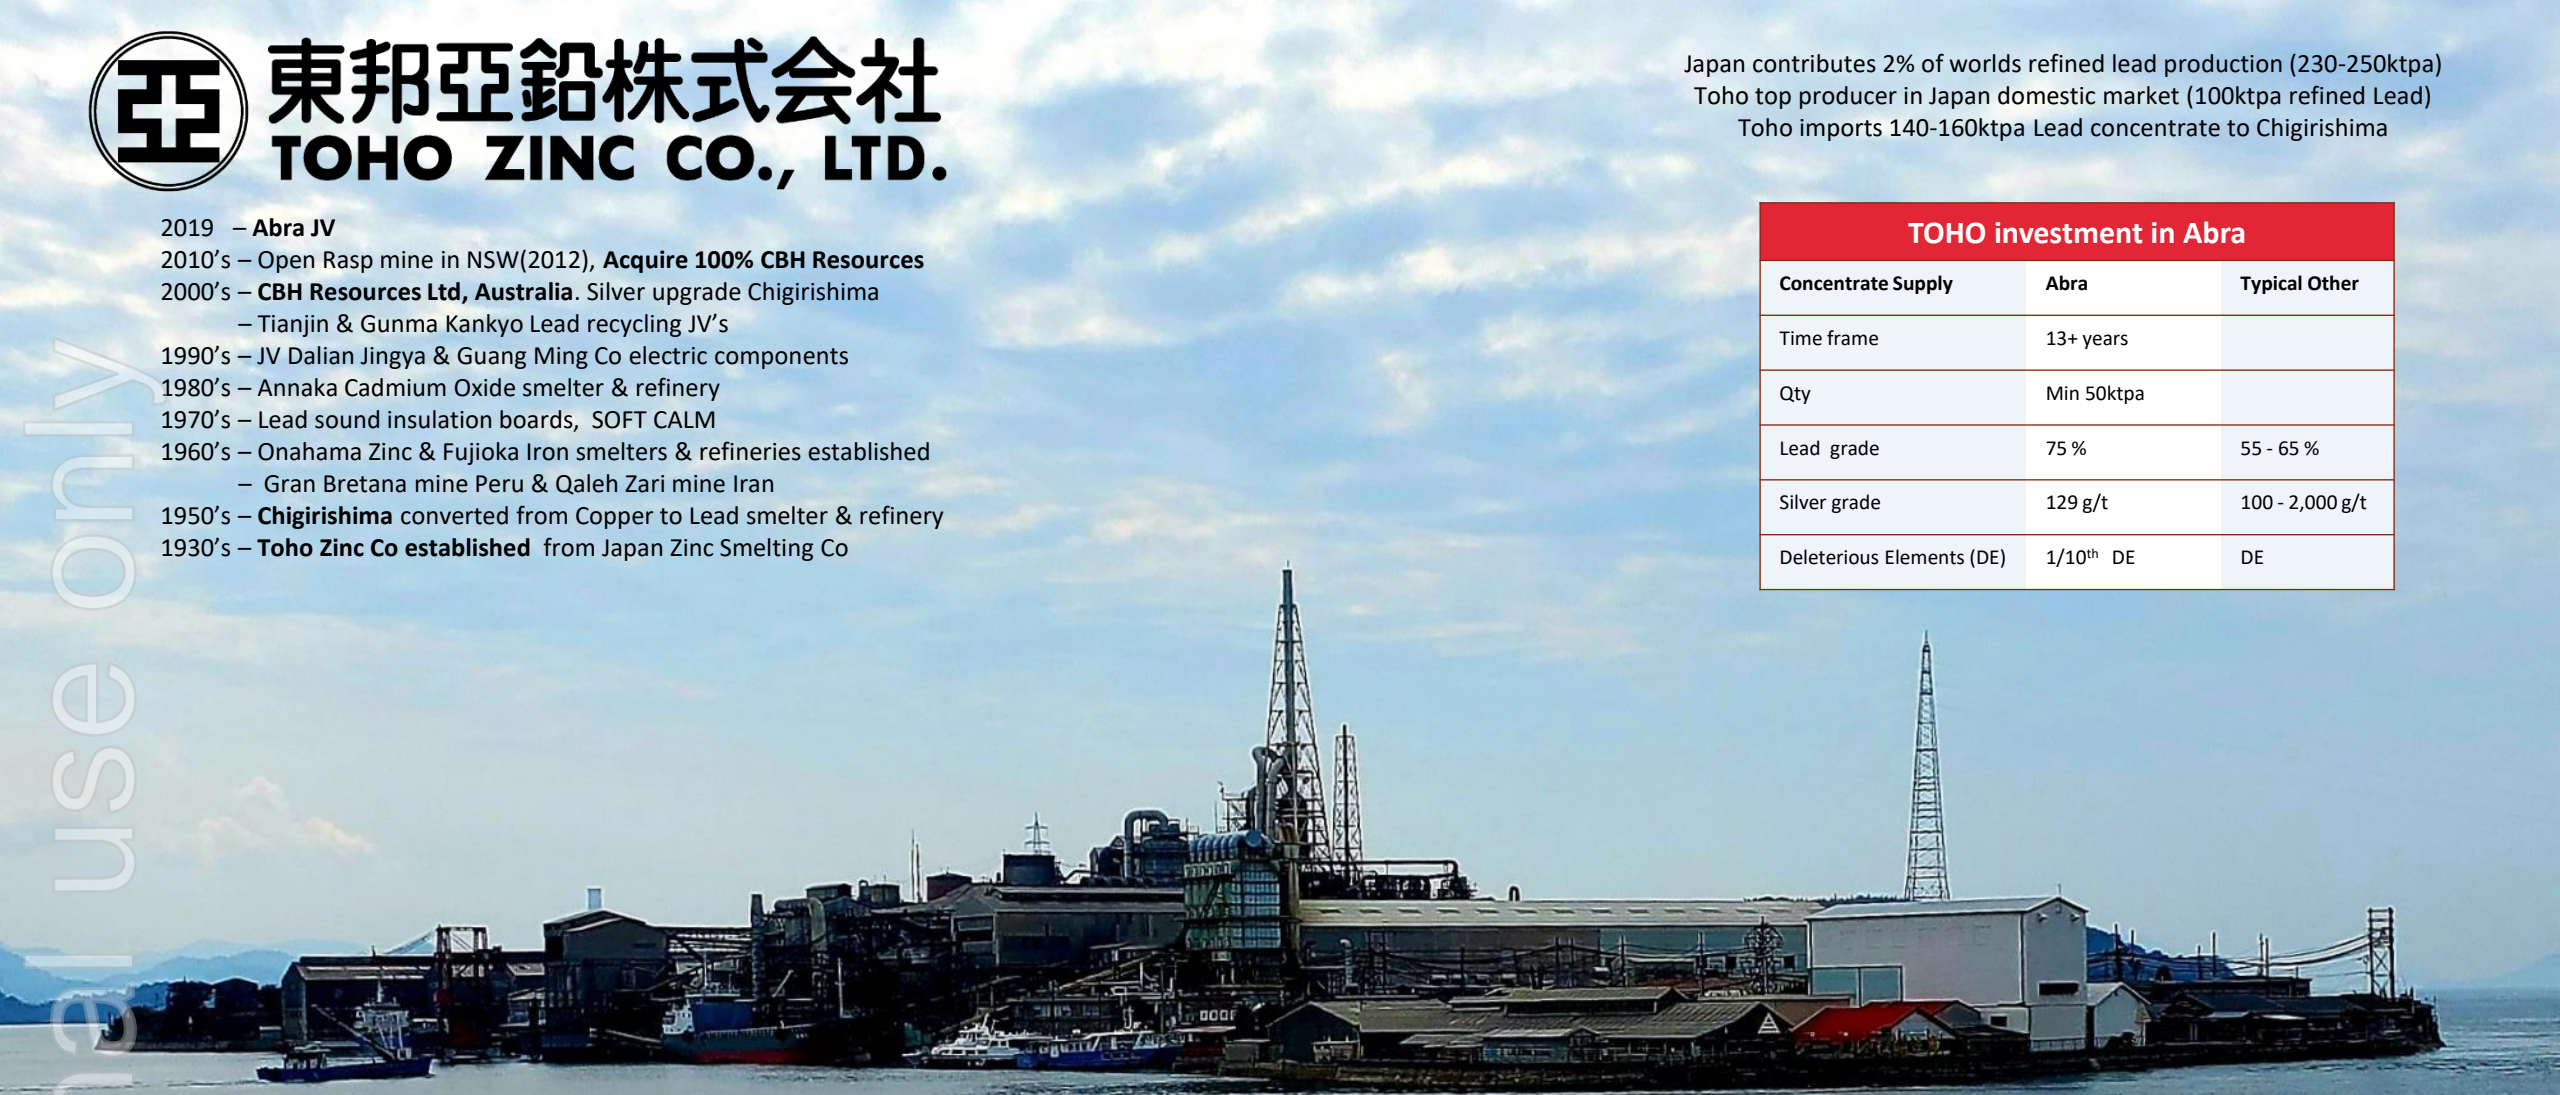 亞
東邦亞鉛株式会社
TOHO ZINC CO., LTD.
2019 – Abra JV
2010's – Open Rasp mine in NSW(2012), Acquire 100% CBH Resources
2000's – CBH Resources Ltd, Australia. Silver upgrade Chigirishima
– Tianjin & Gunma Kankyo Lead recycling JV's
1990's – JV Dalian Jingya & Guang Ming Co electric components
1980's – Annaka Cadmium Oxide smelter & refinery
1970's – Lead sound insulation boards, SOFT CALM
1960's – Onahama Zinc & Fujioka Iron smelters & refineries established
– Gran Bretana mine Peru & Qaleh Zari mine Iran
1950's – Chigirishima converted from Copper to Lead smelter & refinery
1930's – Toho Zinc Co established from Japan Zinc Smelting Co
Japan contributes 2% of worlds refined lead production (230-250ktpa)
Toho top producer in Japan domestic market (100ktpa refined Lead)
Toho imports 140-160ktpa Lead concentrate to Chigirishima
TOHO investment in Abra
Concentrate Supply Abra Typical Other
Time frame 13+ years
Qty Min 50ktpa
Lead grade 75 % 55 - 65 %
Silver grade 129 g/t 100 - 2,000 g/t
Deleterious Elements (DE) 1/10th DE DE
nal use only